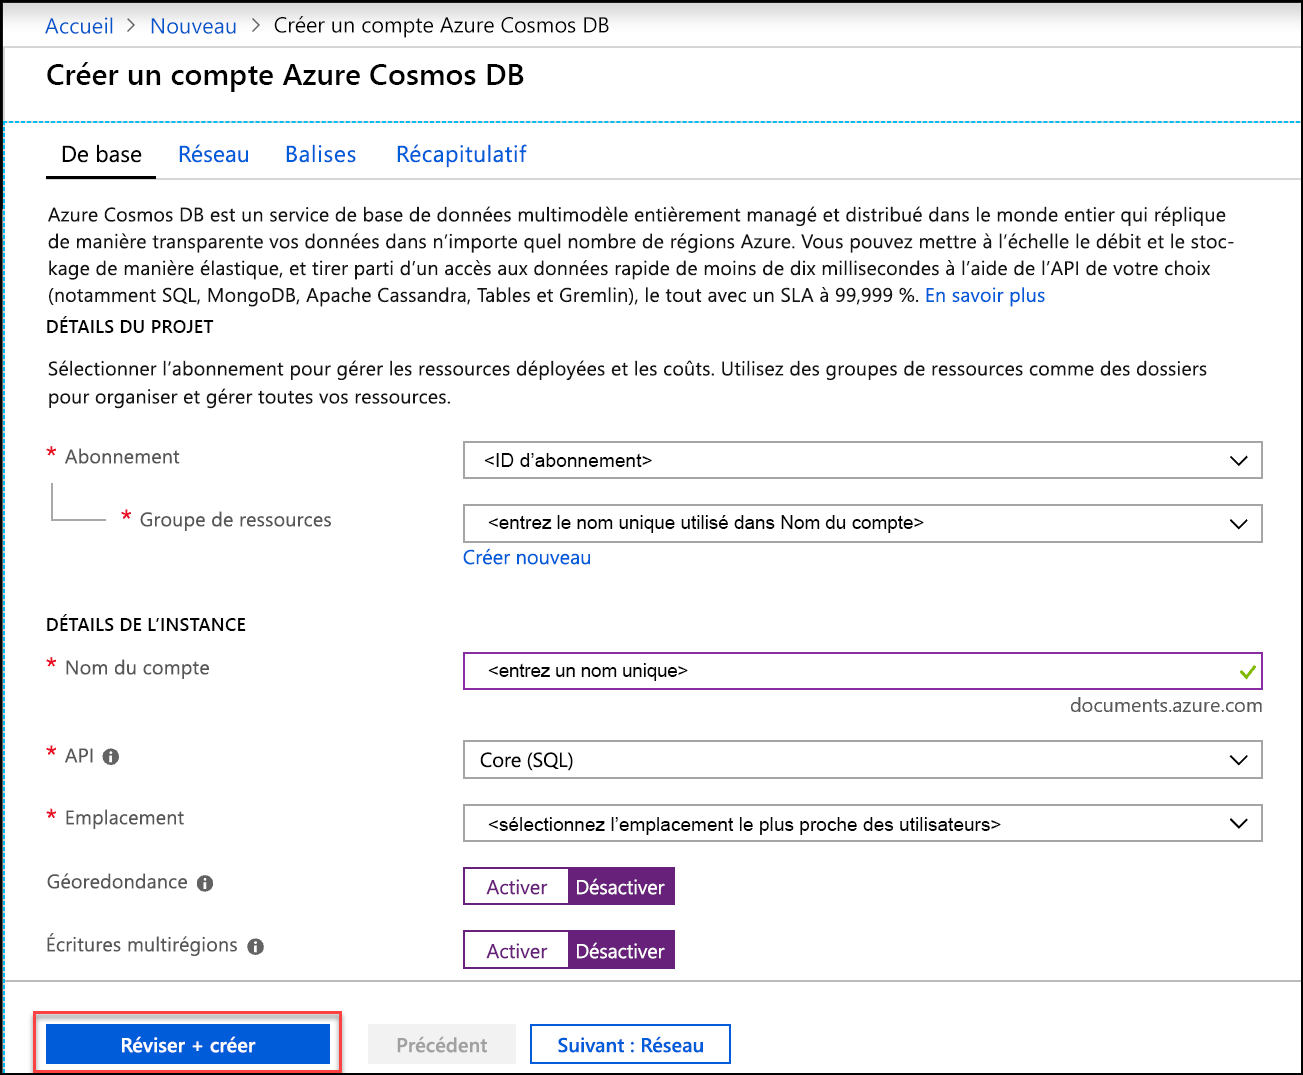 Accueil > Nouveau > Créer un compte Azure Cosmos DB
Créer un compte Azure Cosmos DB
De base Réseau Balises Récapitulatif
Azure Cosmos DB est un service de base de données multimodèle entièrement managé et distribué dans le monde entier qui réplique
de manière transparente vos données dans n’importe quel nombre de régions Azure. Vous pouvez mettre à l’échelle le débit et le stoc-
kage de manière élastique, et tirer parti d’un accès aux données rapide de moins de dix millisecondes à l’aide de l’API de votre choix
(notamment SQL, MongoDB, Apache Cassandra, Tables et Gremlin), le tout avec un SLA à 99,999 %. En savoir plus
DÉTAILS DU PROJET
Sélectionner l’abonnement pour gérer les ressources déployées et les coûts. Utilisez des groupes de ressources comme des dossiers
pour organiser et gérer toutes vos ressources.
* Abonnement <ID d’abonnement>
* Groupe de ressources <entrez le nom unique utilisé dans Nom du compte>
Créer nouveau
DÉTAILS DE L’INSTANCE
* Nom du compte <entrez un nom unique>
documents.azure.com
* API Core (SQL)
* Emplacement <sélectionnez l’emplacement le plus proche des utilisateurs>
Géoredondance Activer Désactiver
Écritures multirégions Activer Désactiver
Réviser + créer Précédent Suivant : Réseau